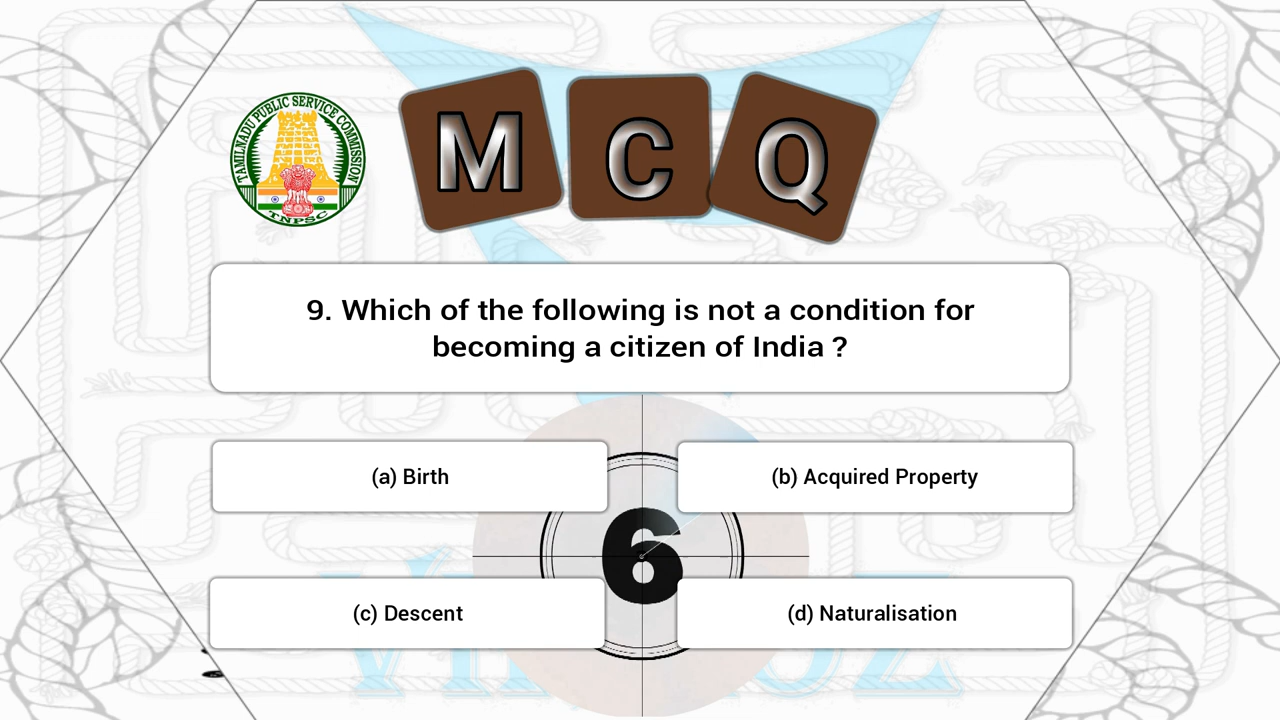 TAMILNADU PUBLIC SERVICE COMMISSION
TNPSC
M C Q
9. Which of the following is not a condition for
becoming a citizen of India ?
(a) Birth
(b) Acquired Property
6
(c) Descent
(d) Naturalisation